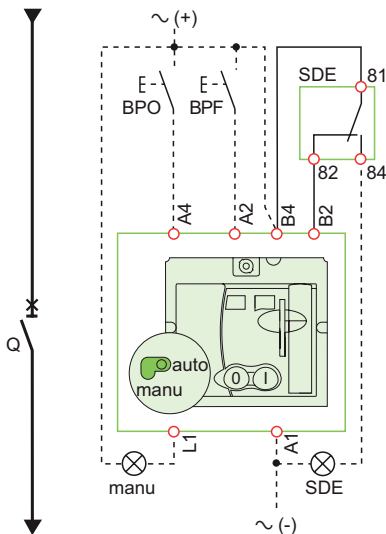 ∼ (+)
81
SDE
BPO
BPF
82
84
A4
A2
B4
B2
Q
auto
manu
0
I
L1
A1
manu
SDE
∼ (-)